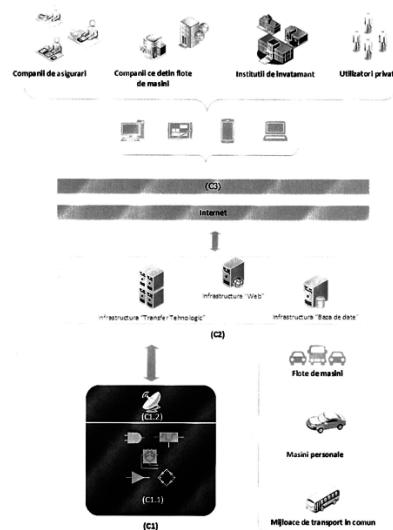 Companii de asigurari
Companii ce detin flote
de masini
Institutii de invatamant
Utilizatori privat
(C3)
Internet
Infrastructura "Web"
Infrastructura "Transfer Tehnologic"
Infrastructura "Baza de date"
(C2)
Flote de masini
(C1.2)
Masini personale
(C1.1)
(C1)
Mijloace de transport in comun